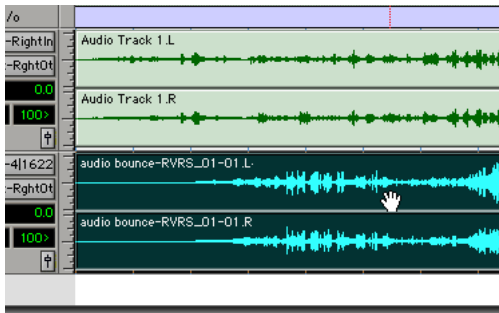 /o
-RightIn
-RghtOt
0.0
100>
Audio Track 1.L
Audio Track 1.R
-4|1622
-RghtOt
0.0
100>
audio bounce-RVRS_01-01.L
audio bounce-RVRS_01-01.R